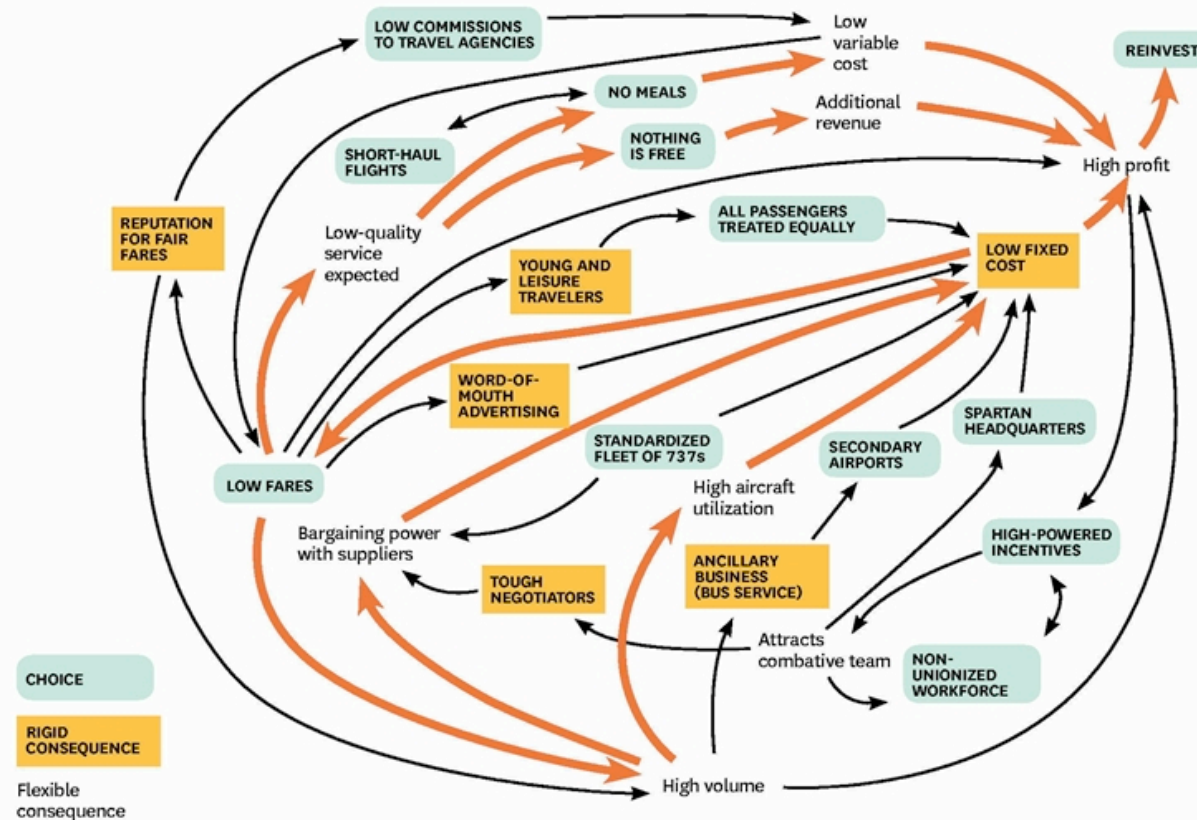 LOW COMMISSIONS
TO TRAVEL AGENCIES
Low
variable
cost
REINVEST
NO MEALS
Additional
revenue
NOTHING
IS FREE
SHORT-HAUL
FLIGHTS
High profit
REPUTATION
FOR FAIR
FARES
Low-quality
service
expected
ALL PASSENGERS
TREATED EQUALLY
YOUNG AND
LEISURE
TRAVELERS
LOW FIXED
COST
WORD-OF-
MOUTH
ADVERTISING
SPARTAN
HEADQUARTERS
STANDARDIZED
FLEET OF 737s
SECONDARY
AIRPORTS
LOW FARES
High aircraft
utilization
Bargaining power
with suppliers
HIGH-POWERED
INCENTIVES
ANCILLARY
BUSINESS
(BUS SERVICE)
TOUGH
NEGOTIATORS
Attracts
combative team
NON-
UNIONIZED
WORKFORCE
CHOICE
RIGID
CONSEQUENCE
High volume
Flexible
consequence